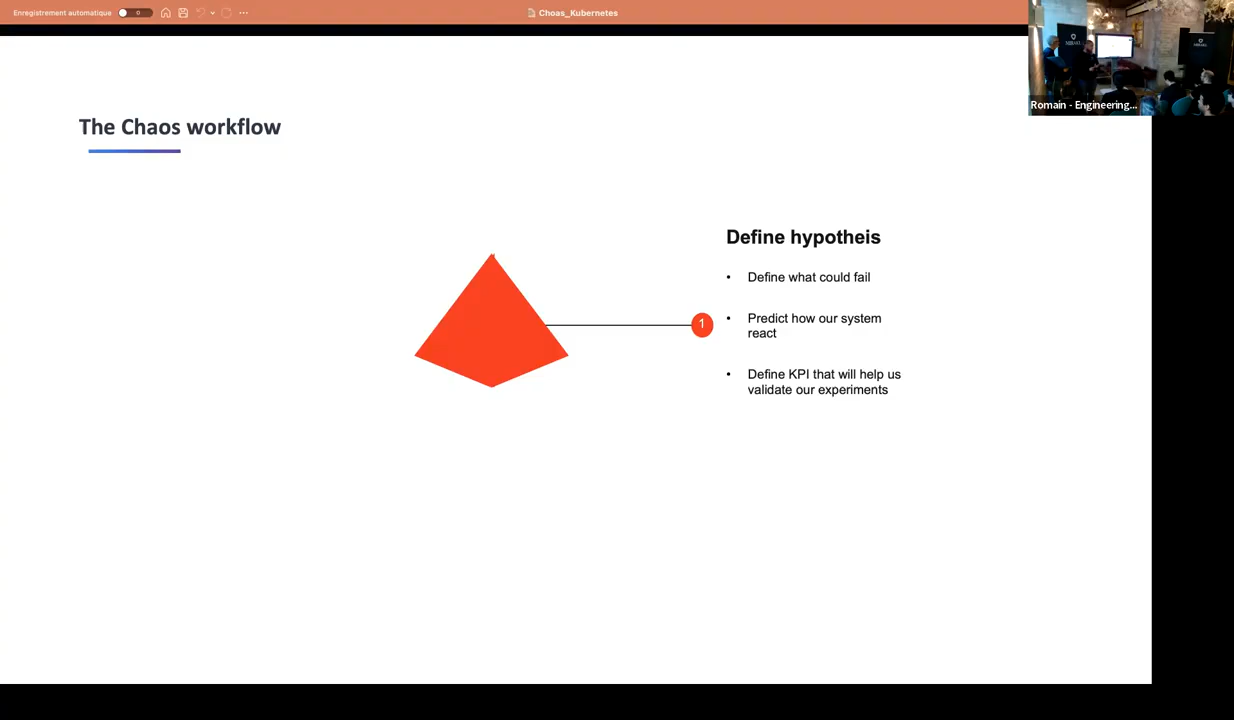 Enregistrement automatique
0
Choas_Kubernetes
Romain - Engineering...
The Chaos workflow
Define hypotheis
• Define what could fail
1
• Predict how our system
react
• Define KPI that will help us
validate our experiments